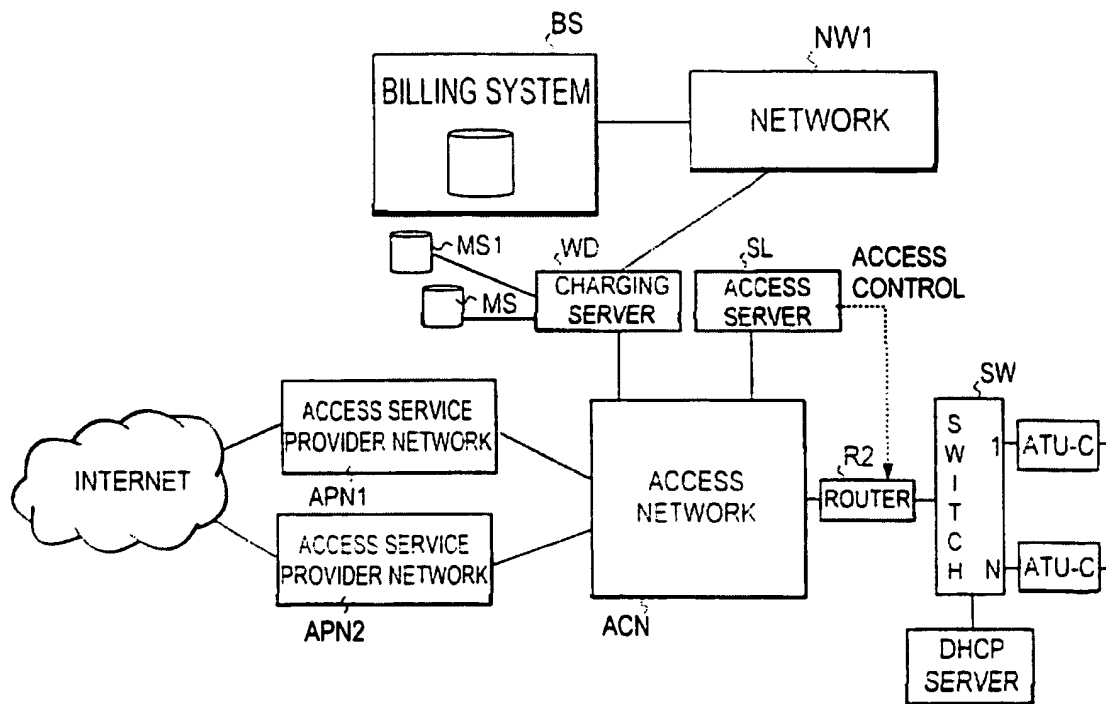 BS
NW1
BILLING SYSTEM
NETWORK
MS1
WD
SL
ACCESS
CONTROL
MS
CHARGING
SERVER
ACCESS
SERVER
SW
ACCESS SERVICE
PROVIDER NETWORK
APN1
INTERNET
ACCESS SERVICE
PROVIDER NETWORK
APN2
ACCESS
NETWORK
ACN
R2
ROUTER
SWITCH
1
ATU-C
N
ATU-C
DHCP
SERVER